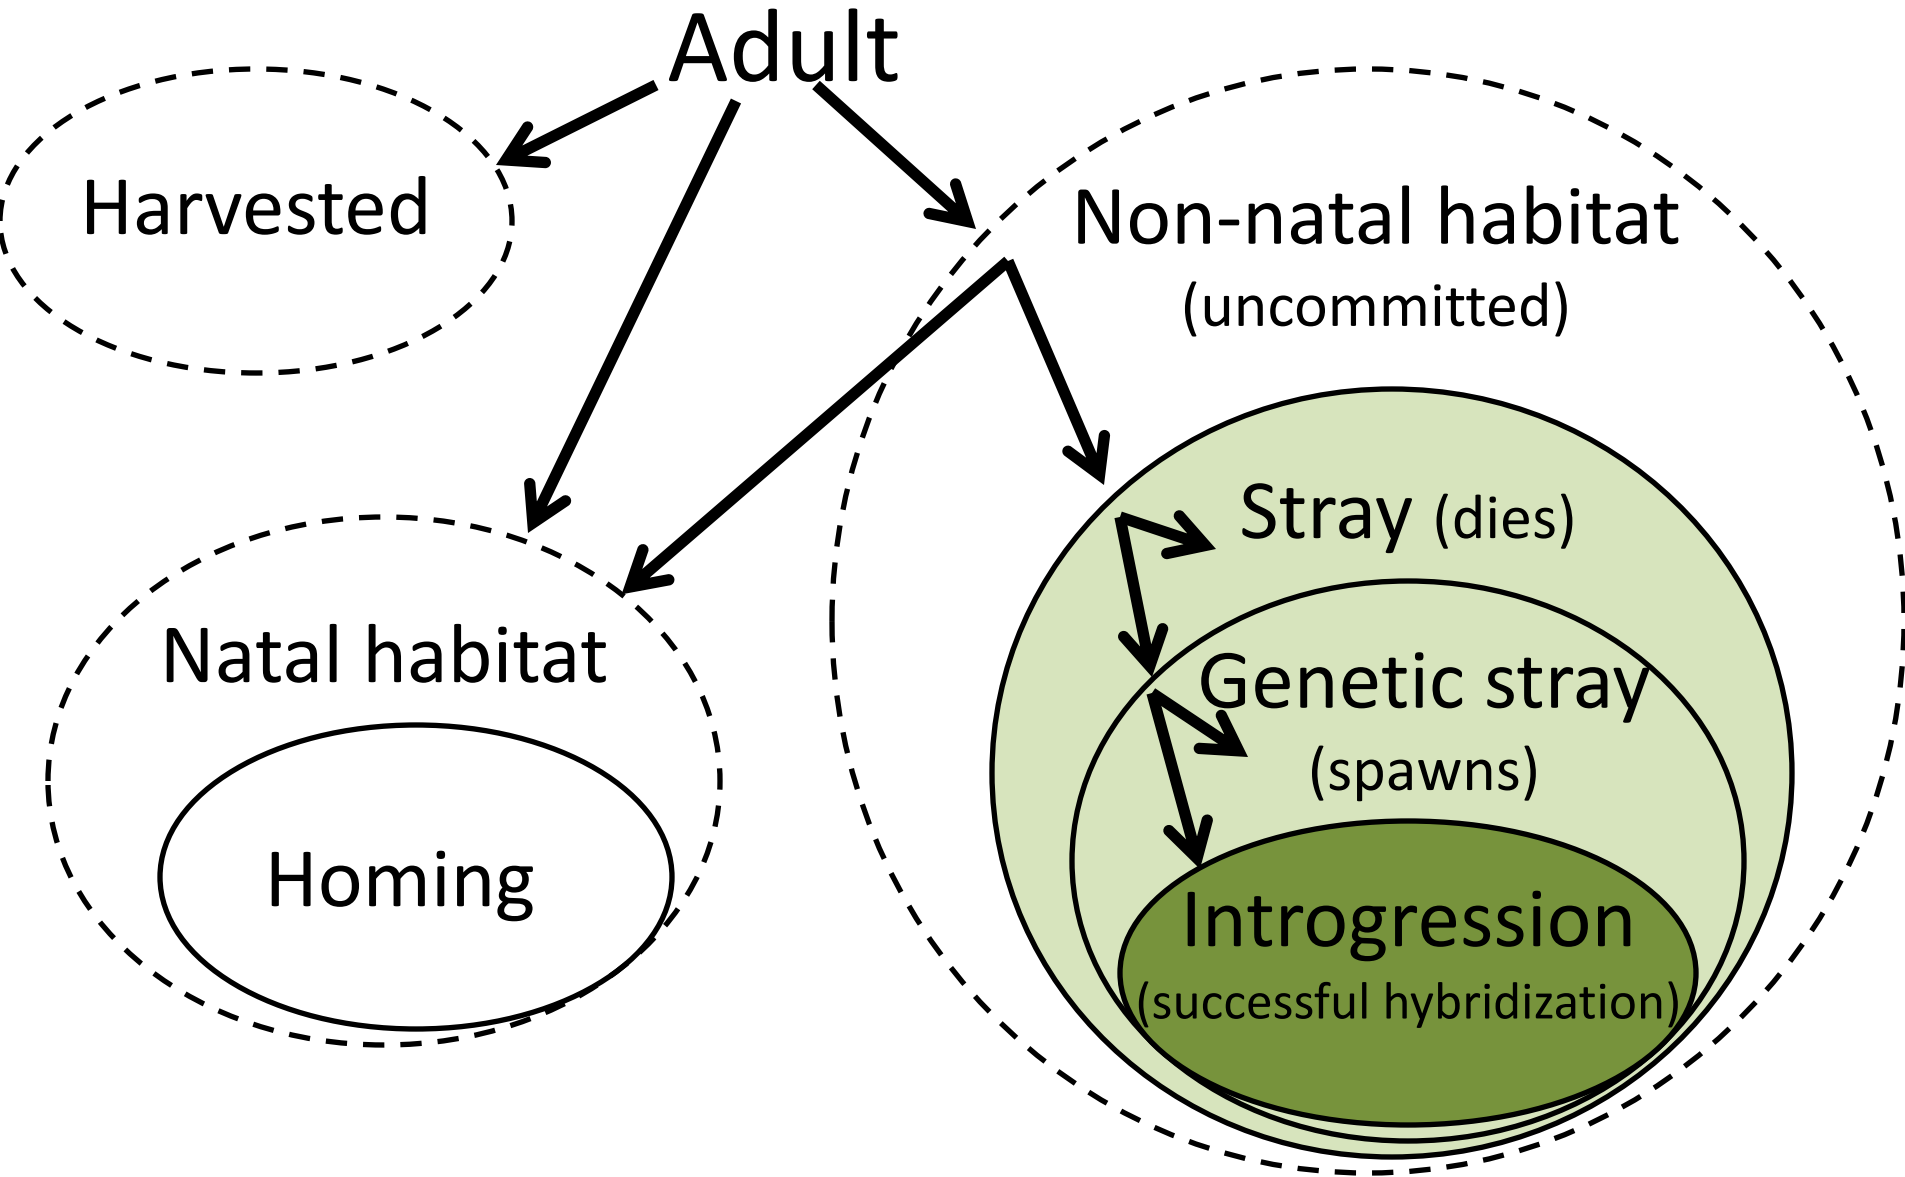 Adult
Harvested
Non-natal habitat
(uncommitted)
Stray (dies)
Natal habitat
Genetic stray
(spawns)
Homing
Introgression
(successful hybridization)